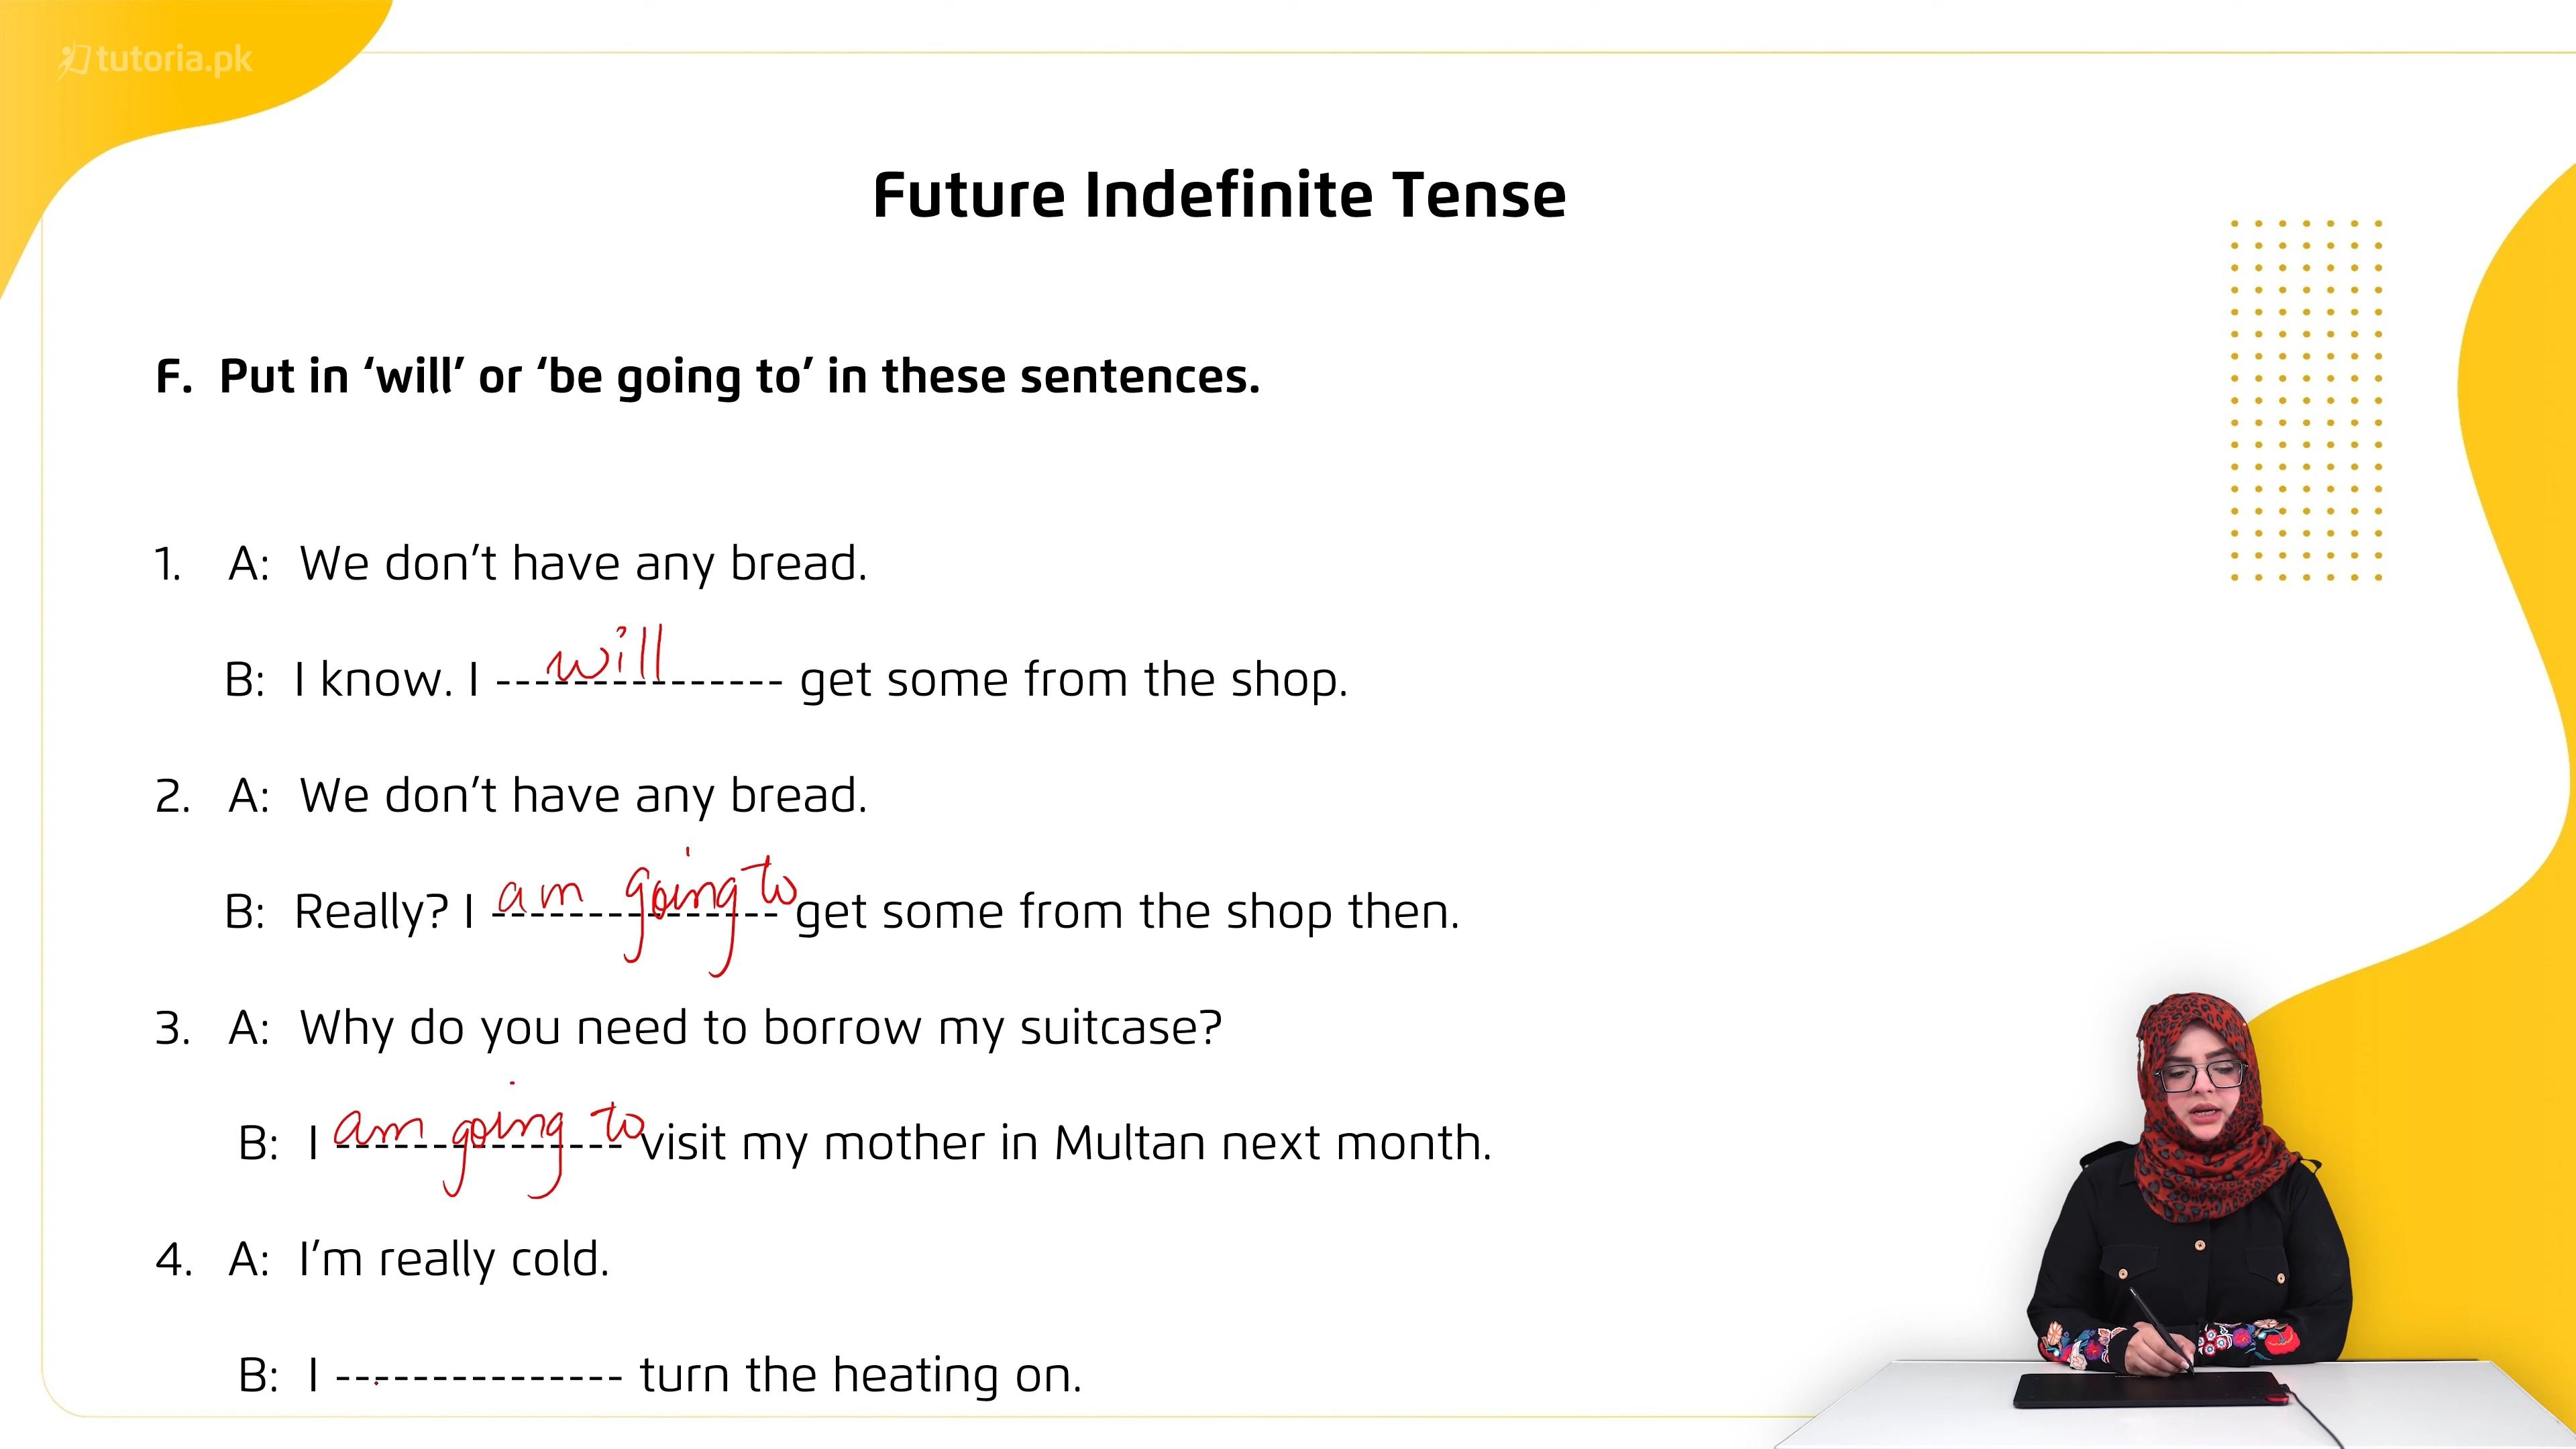 tutoria.pk
Future Indefinite Tense
F. Put in ‘will’ or ‘be going to’ in these sentences.
1. A: We don’t have any bread.
B: I know. I --------------- will get some from the shop.
2. A: We don’t have any bread.
B: Really? I --------------- am going to get some from the shop then.
3. A: Why do you need to borrow my suitcase?
B: I --------------- am going to visit my mother in Multan next month.
4. A: I’m really cold.
B: I --------------- turn the heating on.